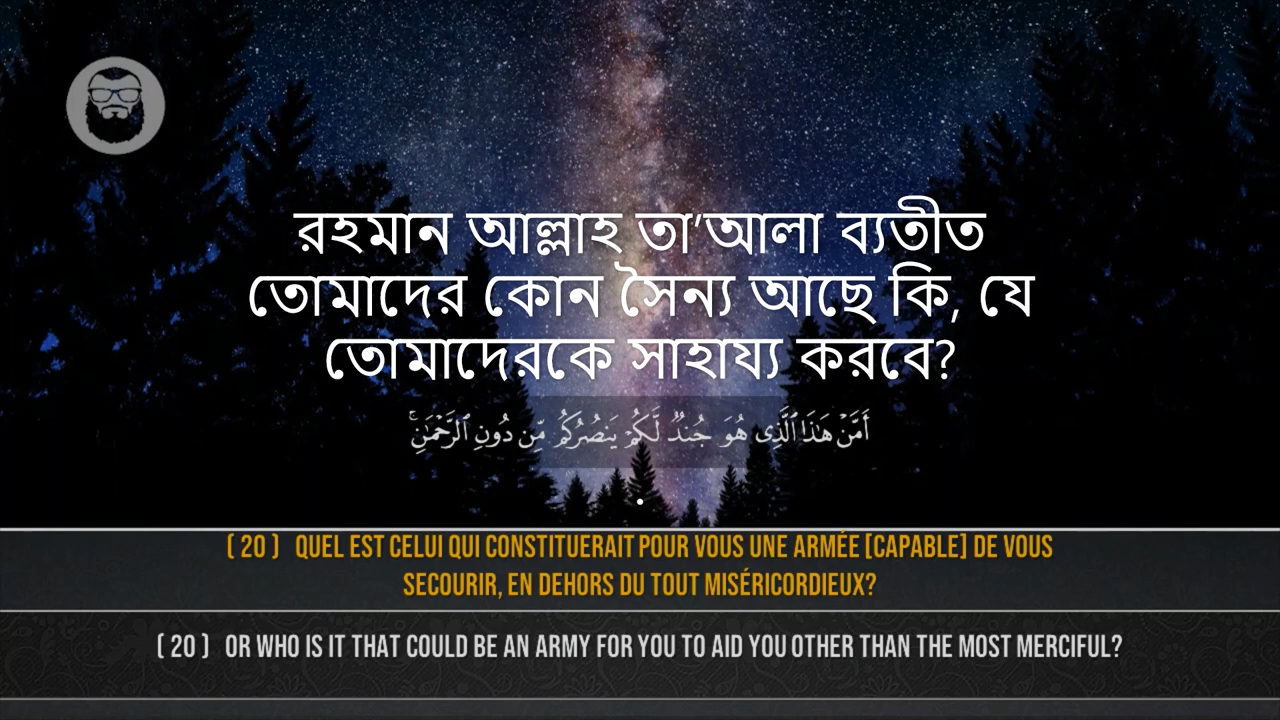 রহমান আল্লাহ তা’আলা ব্যতীত
তোমাদের কোন সৈন্য আছে কি, যে
তোমাদেরকে সাহায্য করবে?
أَمَّنْ هَـٰذَا ٱلَّذِى هُوَ جُندٌ لَّكُمْ يَنصُرُكُم مِّن دُونِ ٱلرَّحْمَـٰنِ ۚ
.
( 20 ) QUEL EST CELUI QUI CONSTITUERAIT POUR VOUS UNE ARMÉE [CAPABLE] DE VOUS
SECOURIR, EN DEHORS DU TOUT MISÉRICORDIEUX?
( 20 ) OR WHO IS IT THAT COULD BE AN ARMY FOR YOU TO AID YOU OTHER THAN THE MOST MERCIFUL?